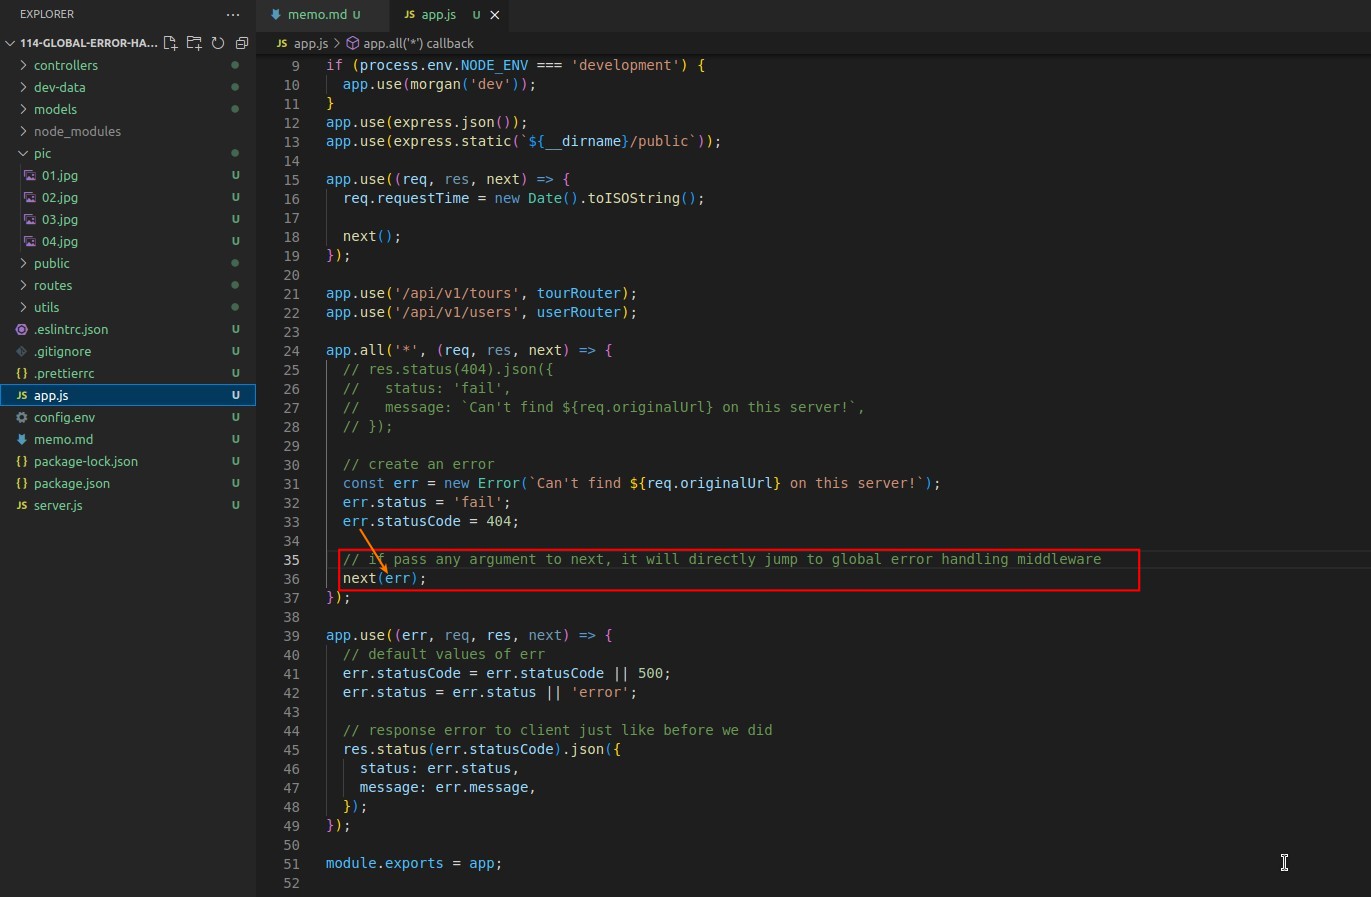 EXPLORER
114-GLOBAL-ERROR-HA...
controllers
dev-data
models
node_modules
pic
01.jpg U
02.jpg U
03.jpg U
04.jpg U
public
routes
utils
.eslintrc.json U
.gitignore U
.prettierrc U
JS app.js U
config.env U
memo.md U
package-lock.json U
package.json U
JS server.js U
memo.md U
JS app.js U
JS app.js > app.all('*') callback
9 if (process.env.NODE_ENV === 'development') {
10 app.use(morgan('dev'));
11 }
12 app.use(express.json());
13 app.use(express.static(`${__dirname}/public`));
14
15 app.use((req, res, next) => {
16 req.requestTime = new Date().toISOString();
17
18 next();
19 });
20
21 app.use('/api/v1/tours', tourRouter);
22 app.use('/api/v1/users', userRouter);
23
24 app.all('*', (req, res, next) => {
25 // res.status(404).json({
26 //   status: 'fail',
27 //   message: `Can't find ${req.originalUrl} on this server!`,
28 // });
29
30 // create an error
31 const err = new Error(`Can't find ${req.originalUrl} on this server!`);
32 err.status = 'fail';
33 err.statusCode = 404;
34
35 // if pass any argument to next, it will directly jump to global error handling middleware
36 next(err);
37 });
38
39 app.use((err, req, res, next) => {
40 // default values of err
41 err.statusCode = err.statusCode || 500;
42 err.status = err.status || 'error';
43
44 // response error to client just like before we did
45 res.status(err.statusCode).json({
46 status: err.status,
47 message: err.message,
48 });
49 });
50
51 module.exports = app;
52